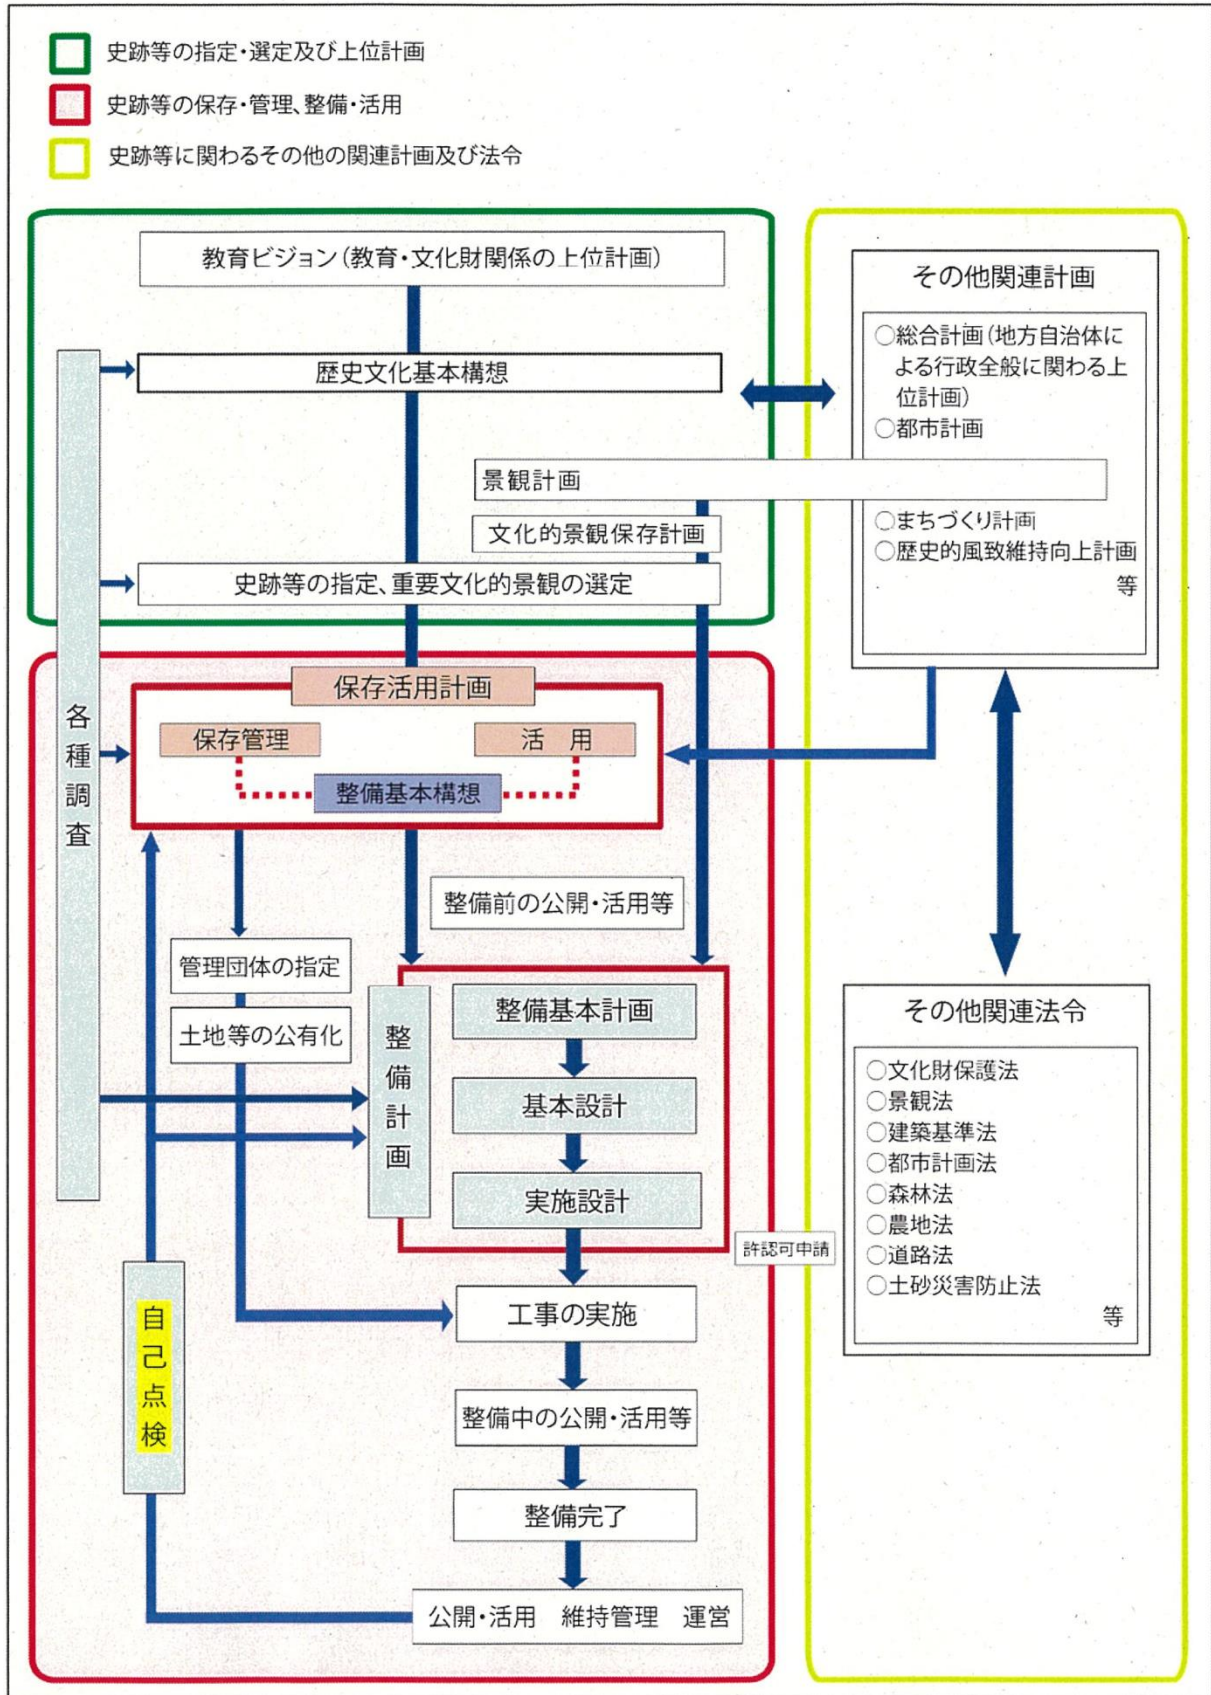 史跡等の指定・選定及び上位計画
史跡等の保存・管理、整備・活用
史跡等に関わるその他の関連計画及び法令
教育ビジョン(教育・文化財関係の上位計画)
歴史文化基本構想
景観計画
文化的景観保存計画
史跡等の指定、重要文化的景観の選定
その他関連計画
○総合計画(地方自治体に
よる行政全般に関わる上
位計画)
○都市計画
○まちづくり計画
○歴史的風致維持向上計画
等
各種調査
保存活用計画
保存管理
活 用
整備基本構想
整備前の公開・活用等
管理団体の指定
土地等の公有化
整備計画
整備基本計画
基本設計
実施設計
許認可申請
その他関連法令
○文化財保護法
○景観法
○建築基準法
○都市計画法
○森林法
○農地法
○道路法
○土砂災害防止法
等
自己点検
工事の実施
整備中の公開・活用等
整備完了
公開・活用 維持管理 運営